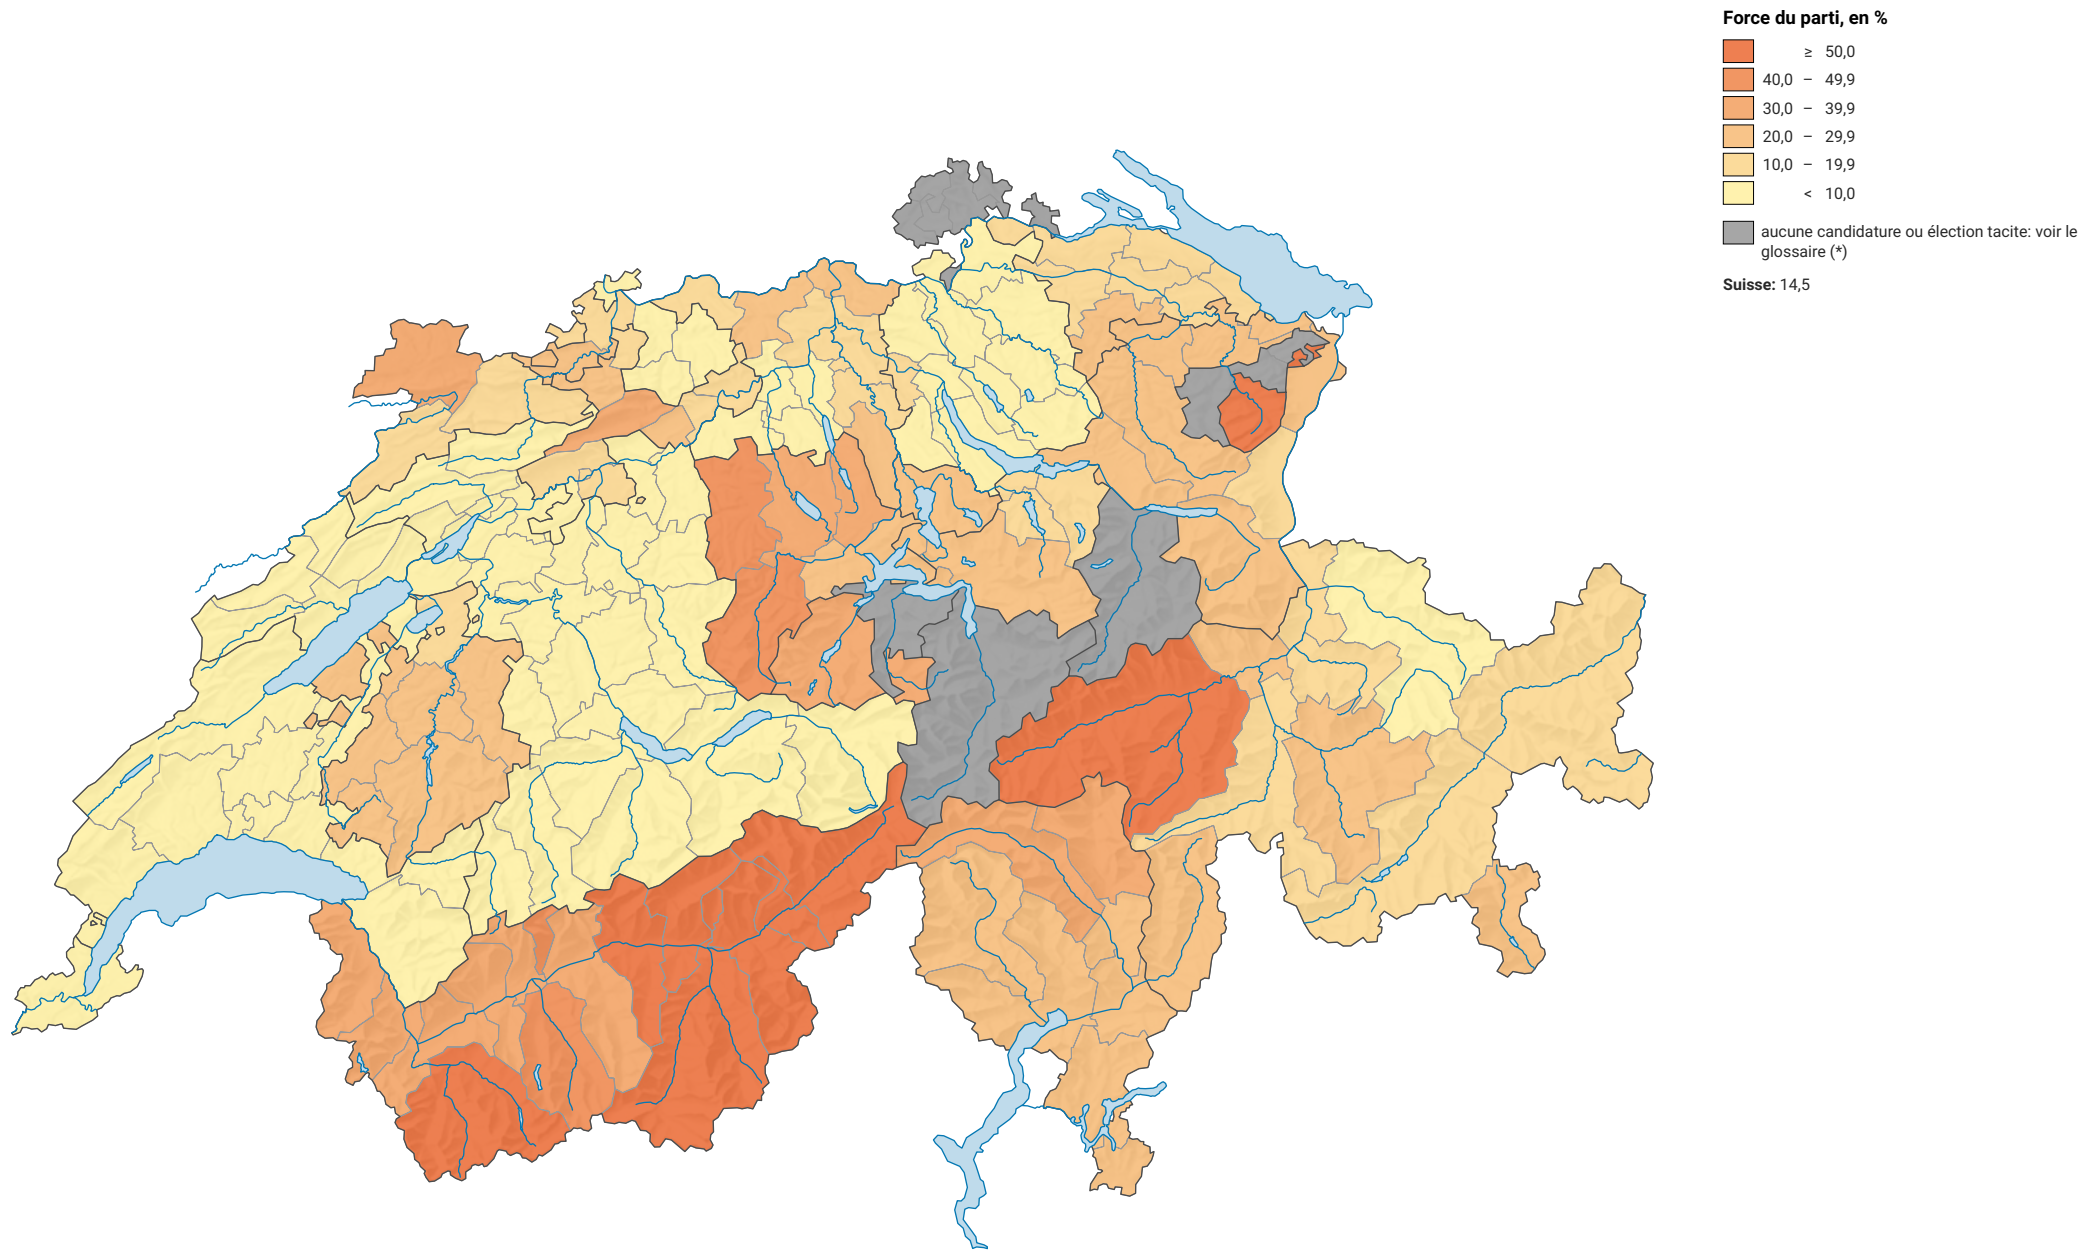 Force du parti, en %
≥ 50,0
40,0 – 49,9
30,0 – 39,9
20,0 – 29,9
10,0 – 19,9
< 10,0
aucune candidature ou élection tacite: voir le
glossaire (*)
Suisse: 14,5